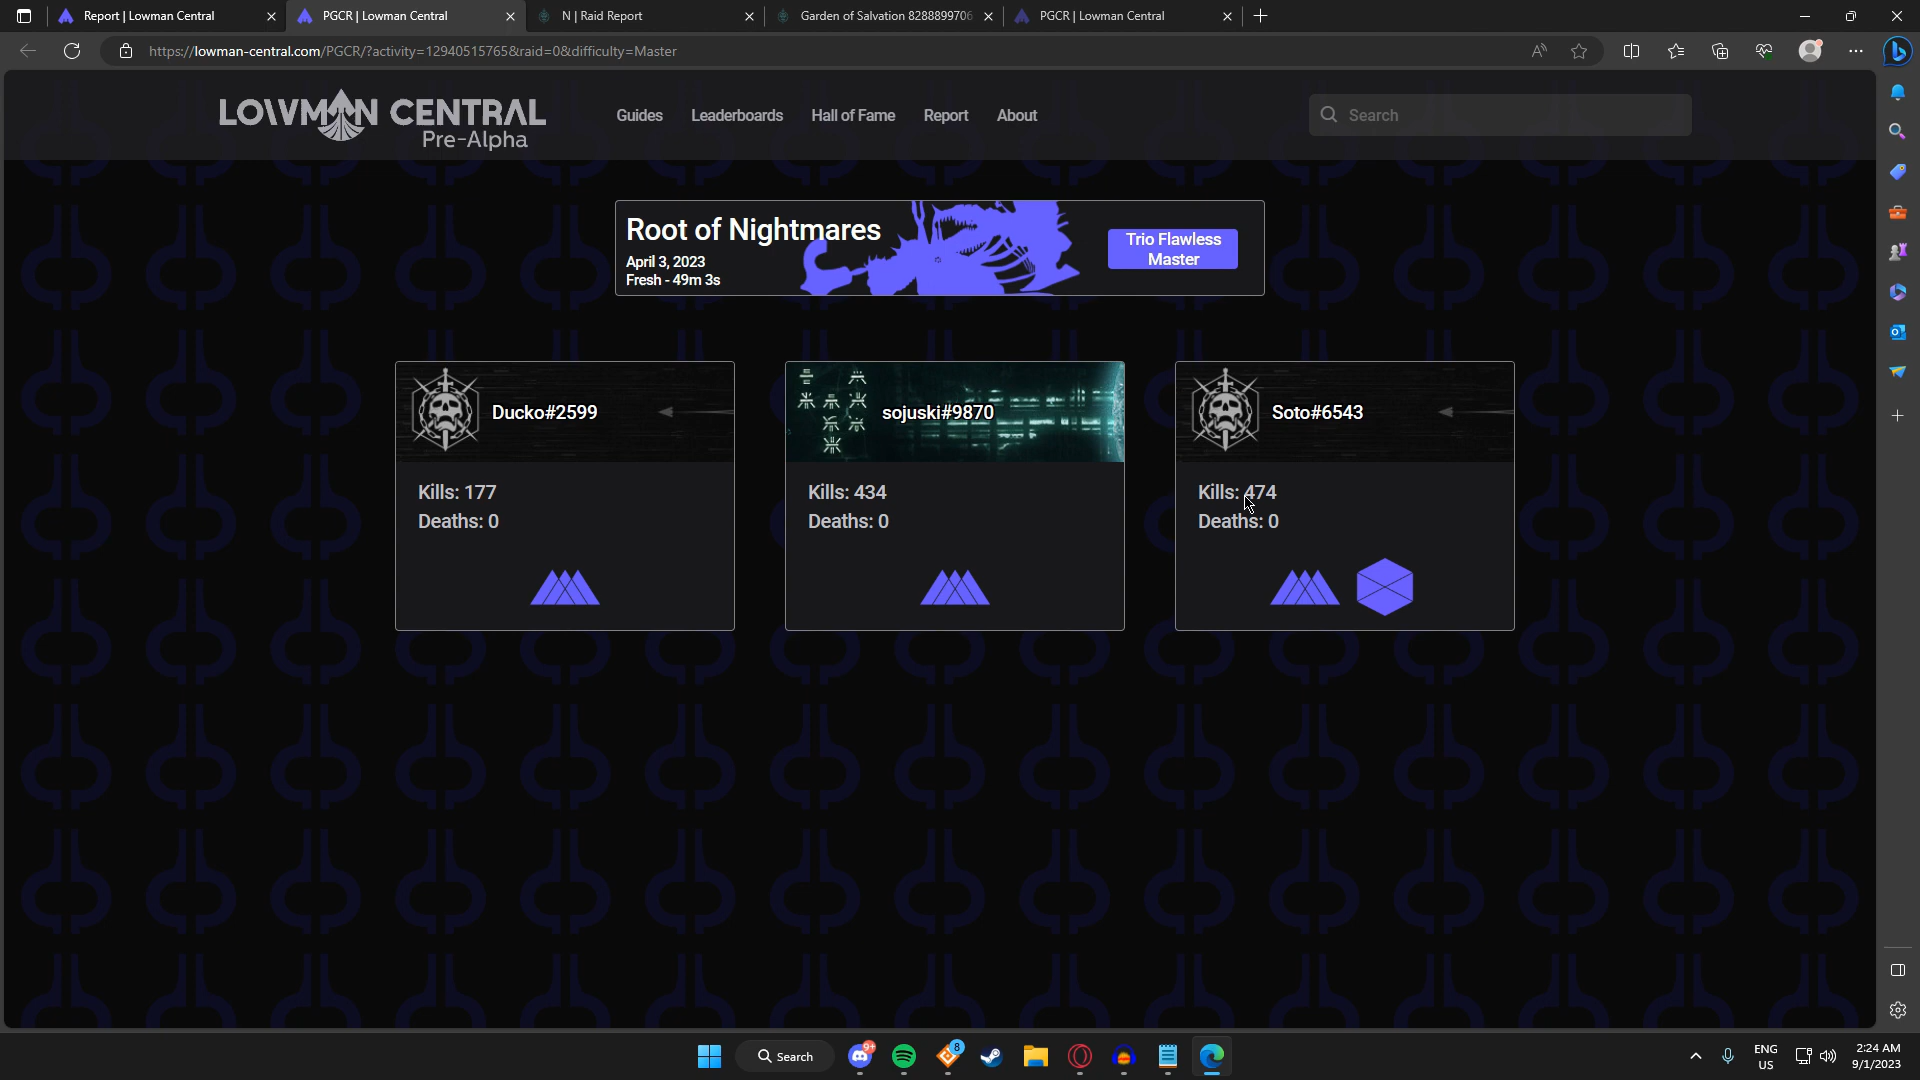 Report | Lowman Central
PGCR | Lowman Central
N | Raid Report
Garden of Salvation 8288899706
PGCR | Lowman Central
https://lowman-central.com/PGCR/?activity=12940515765&raid=0&difficulty=Master
LOWMAN CENTRAL
Pre-Alpha
Guides
Leaderboards
Hall of Fame
Report
About
Search
Root of Nightmares
April 3, 2023
Fresh - 49m 3s
Trio Flawless
Master
Ducko#2599
Kills: 177
Deaths: 0
sojuski#9870
Kills: 434
Deaths: 0
Soto#6543
Kills: 474
Deaths: 0
Search
9+
8
ENG
US
2:24 AM
9/1/2023